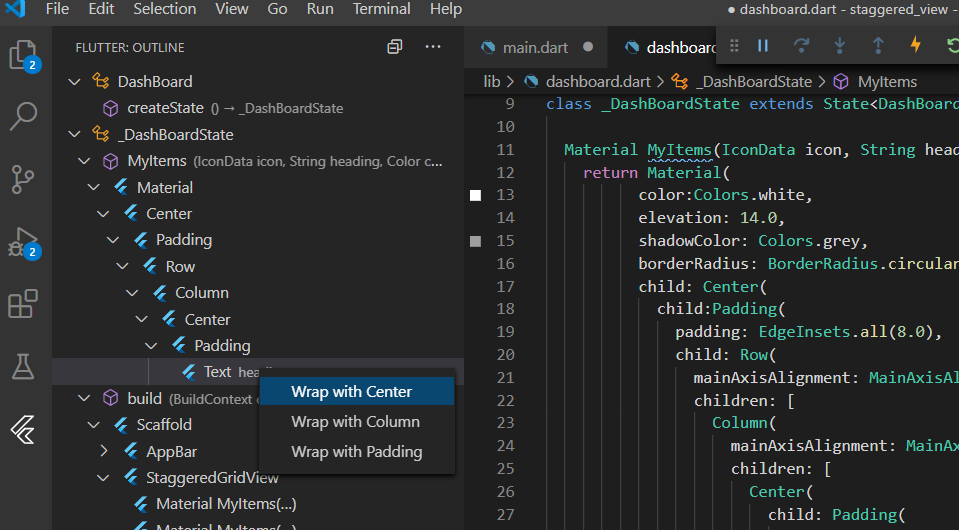 File Edit Selection View Go Run Terminal Help
● dashboard.dart - staggered_view
FLUTTER: OUTLINE
DashBoard
createState () → _DashBoardState
_DashBoardState
MyItems (IconData icon, String heading, Color c...
Material
Center
Padding
Row
Column
Center
Padding
Text
build (BuildContext
Scaffold
AppBar
StaggeredGridView
Material MyItems(...)
Material MyItems(...)
Wrap with Center
Wrap with Column
Wrap with Padding
2
2
main.dart
lib > dashboard.dart > _DashBoardState > MyItems
9 class _DashBoardState extends State<DashBoard
10
11 Material MyItems(IconData icon, String head
12 return Material(
13 color:Colors.white,
14 elevation: 14.0,
15 shadowColor: Colors.grey,
16 borderRadius: BorderRadius.circular
17 child: Center(
18 child:Padding(
19 padding: EdgeInsets.all(8.0),
20 child: Row(
21 mainAxisAlignment: MainAxisAl
22 children: [
23 Column(
24 mainAxisAlignment: MainAx
25 children: [
26 Center(
27 child: Padding(